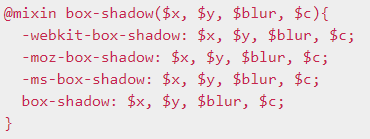 @mixin box-shadow($x, $y, $blur, $c){
-webkit-box-shadow: $x, $y, $blur, $c;
-moz-box-shadow: $x, $y, $blur, $c;
-ms-box-shadow: $x, $y, $blur, $c;
box-shadow: $x, $y, $blur, $c;
}